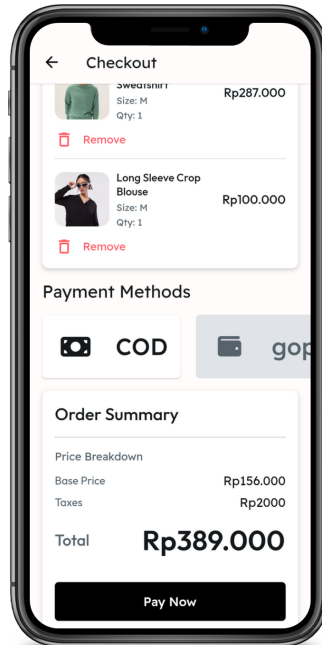 Checkout
Sweatshirt
Size: M
Rp287.000
Qty: 1
Remove
Long Sleeve Crop
Blouse
Rp100.000
Size: M
Qty: 1
Remove
Payment Methods
COD
gop
Order Summary
Price Breakdown
Base Price Rp156.000
Taxes Rp2000
Total Rp389.000
Pay Now